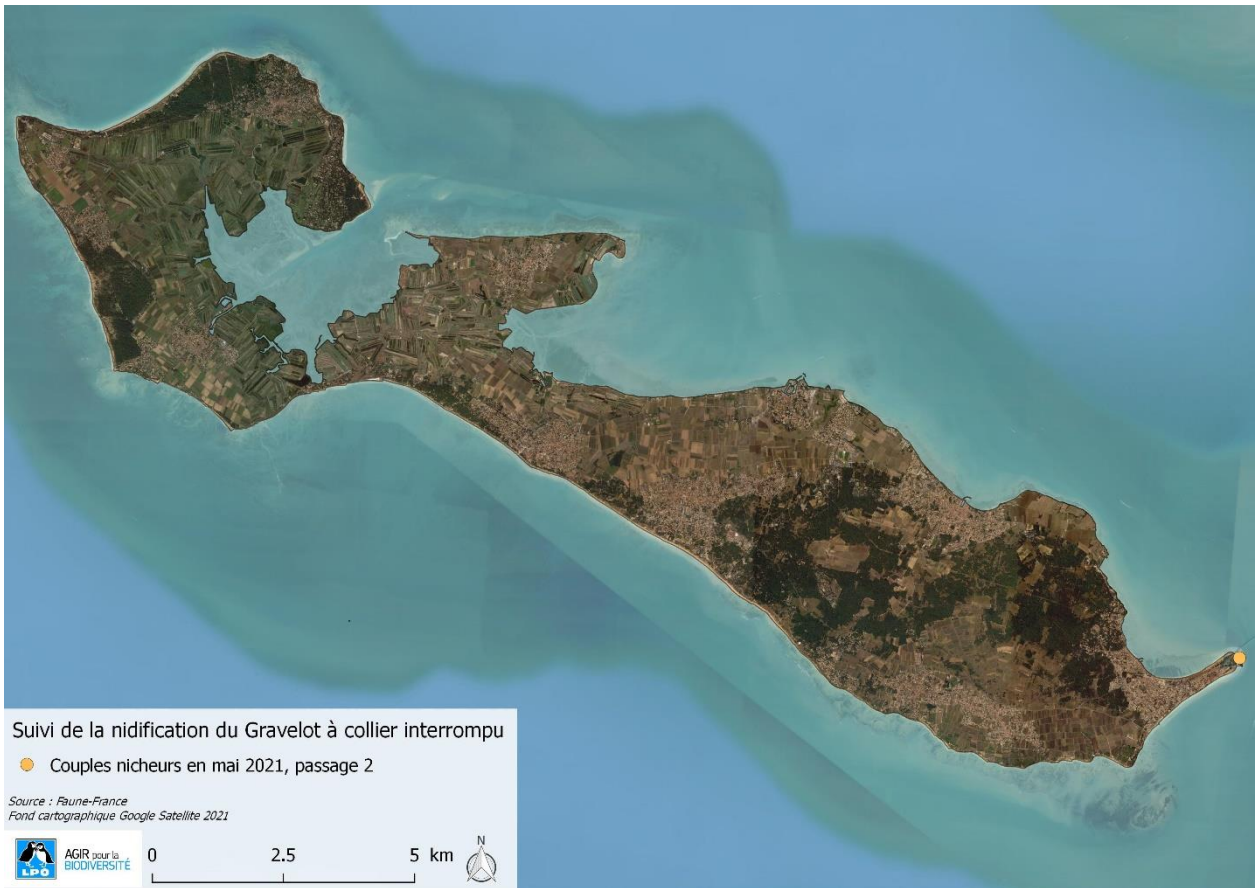 Suivi de la nidification du Gravelot à collier interrompu
Couples nicheurs en mai 2021, passage 2
Source : Faune-France
Fond cartographique Google Satellite 2021
LPO
AGIR pour la
BIODIVERSITÉ
0 2.5 5 km
N